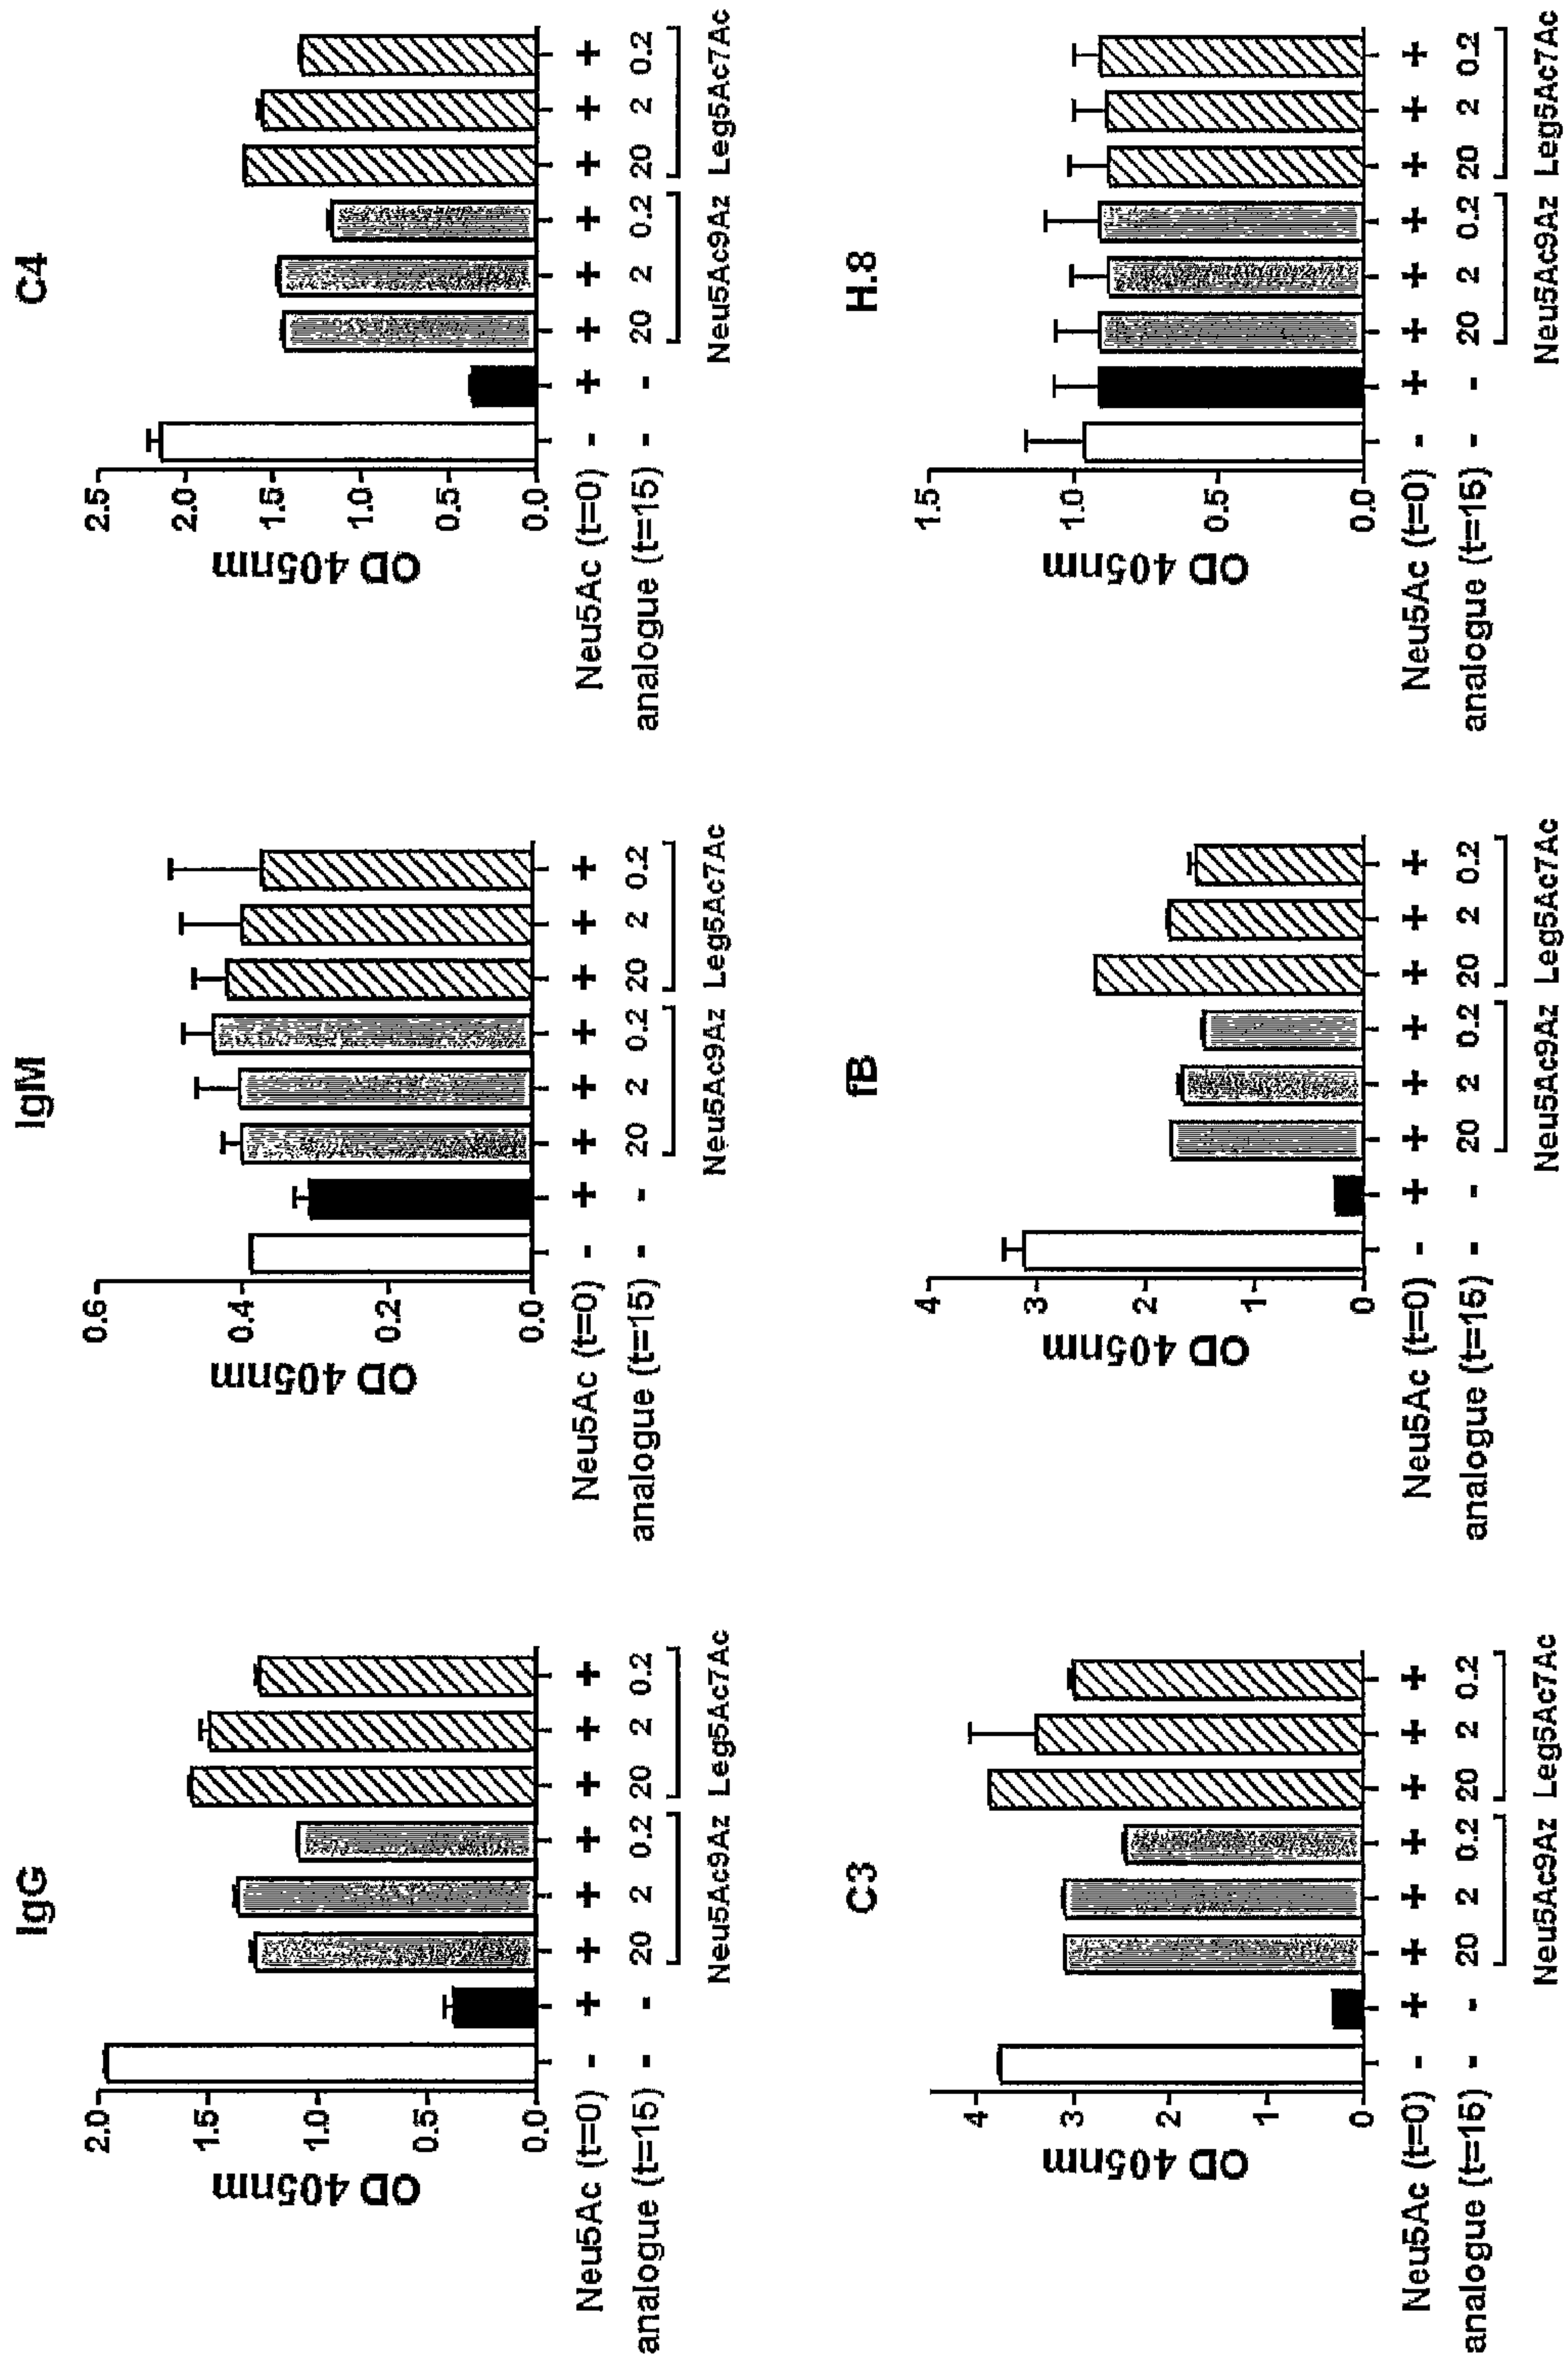 IgG
OD 405nm
2.0
1.5
1.0
0.5
0.0
Neu5Ac (t=0) - + + + + + + +
analogue (t=15) - - 20 2 0.2 20 2 0.2
Neu5Ac9Az Leg5Ac7Ac
IgM
OD 405nm
0.6
0.4
0.2
0.0
Neu5Ac (t=0) - + + + + + + +
analogue (t=15) - - 20 2 0.2 20 2 0.2
Neu5Ac9Az Leg5Ac7Ac
C4
OD 405nm
2.5
2.0
1.5
1.0
0.5
0.0
Neu5Ac (t=0) - + + + + + + +
analogue (t=15) - - 20 2 0.2 20 2 0.2
Neu5Ac9Az Leg5Ac7Ac
C3
OD 405nm
4
3
2
1
0
Neu5Ac (t=0) - + + + + + + +
analogue (t=15) - - 20 2 0.2 20 2 0.2
Neu5Ac9Az Leg5Ac7Ac
fB
OD 405nm
4
3
2
1
0
Neu5Ac (t=0) - + + + + + + +
analogue (t=15) - - 20 2 0.2 20 2 0.2
Neu5Ac9Az Leg5Ac7Ac
H.8
OD 405nm
1.5
1.0
0.5
0.0
Neu5Ac (t=0) - + + + + + + +
analogue (t=15) - - 20 2 0.2 20 2 0.2
Neu5Ac9Az Leg5Ac7Ac